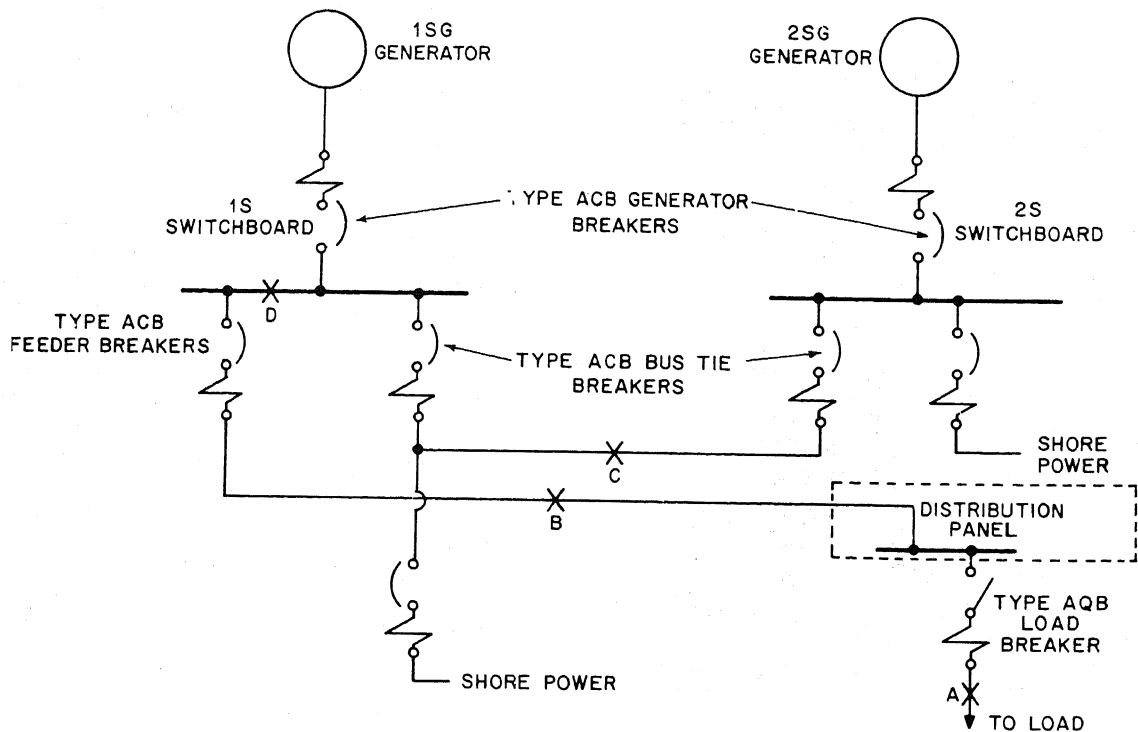 1SG
GENERATOR
2SG
GENERATOR
TYPE ACB GENERATOR
BREAKERS
1S
SWITCHBOARD
2S
SWITCHBOARD
D
TYPE ACB
FEEDER BREAKERS
TYPE ACB BUS TIE
BREAKERS
C
SHORE
POWER
B
DISTRIBUTION
PANEL
TYPE AQB
LOAD
BREAKER
SHORE POWER
A
TO LOAD